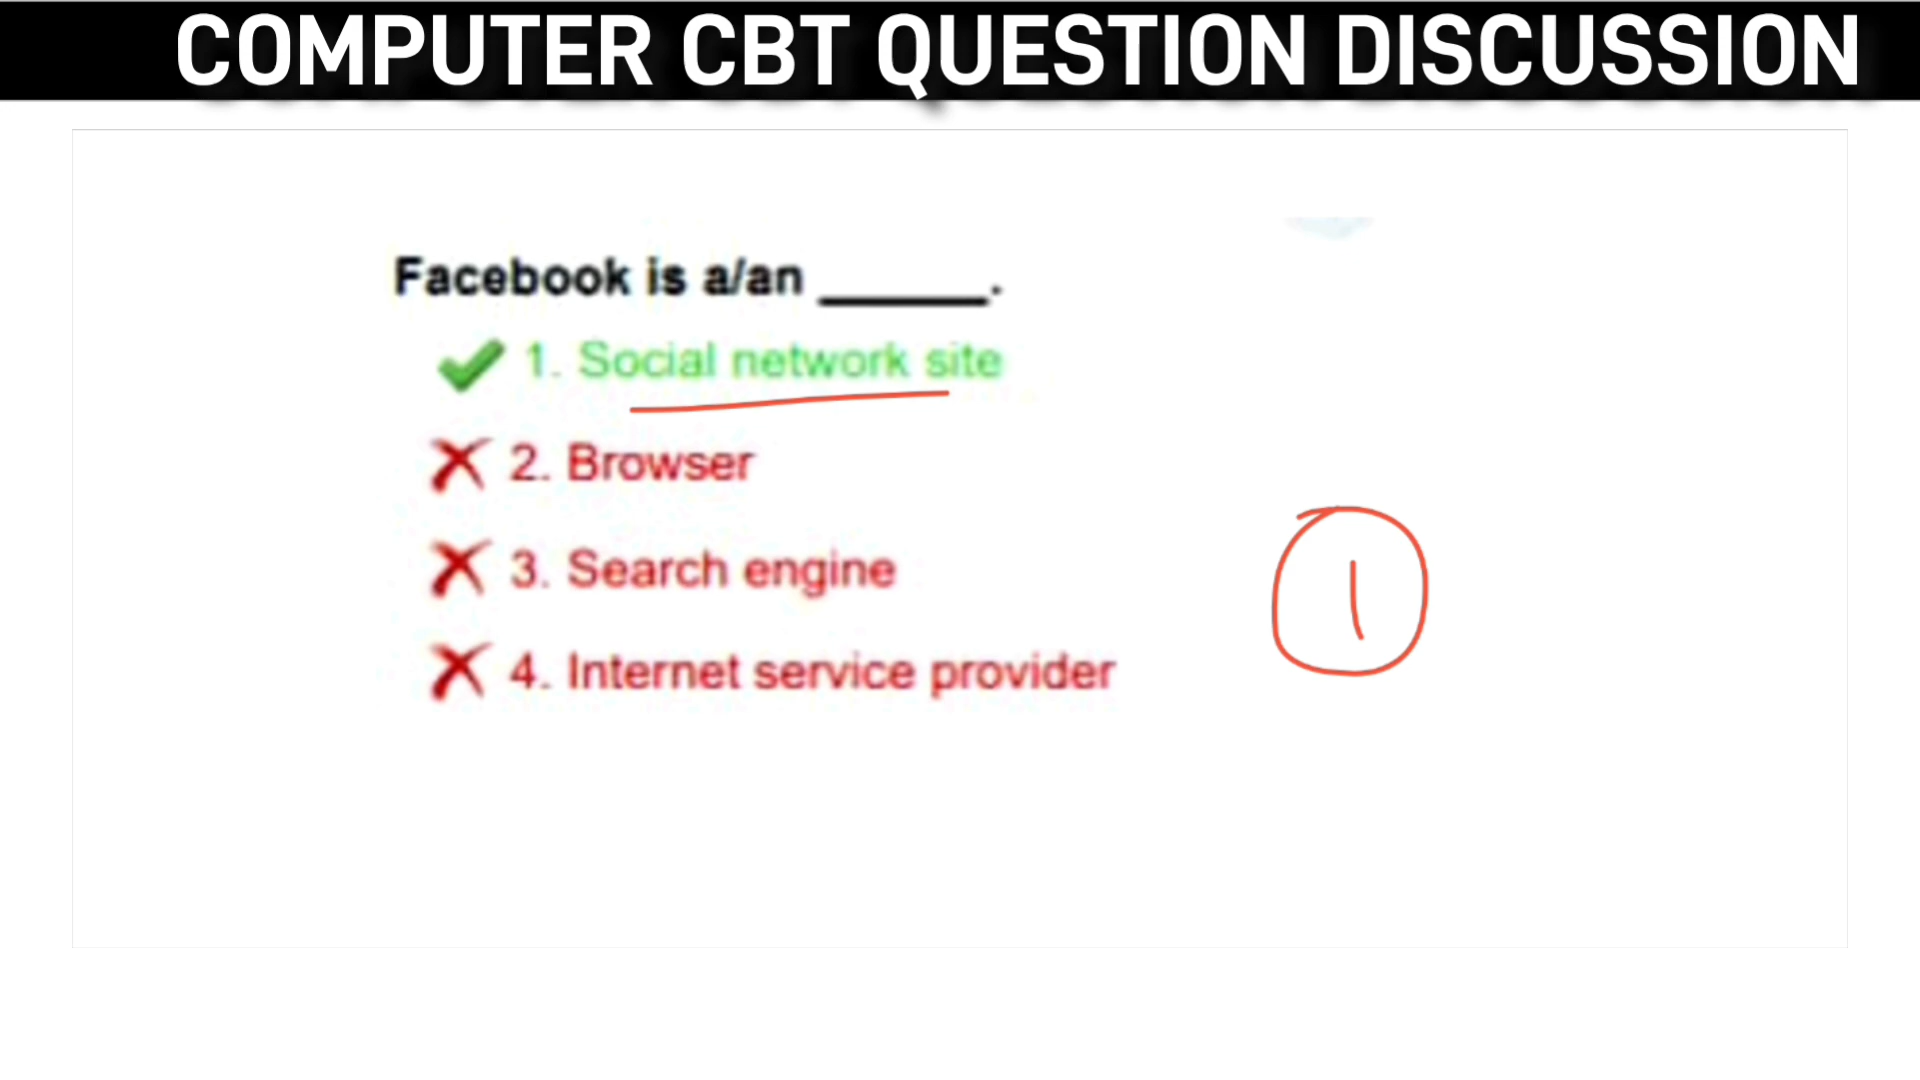 COMPUTER CBT QUESTION DISCUSSION
Facebook is a/an ______.
1. Social network site
2. Browser
3. Search engine
1
4. Internet service provider